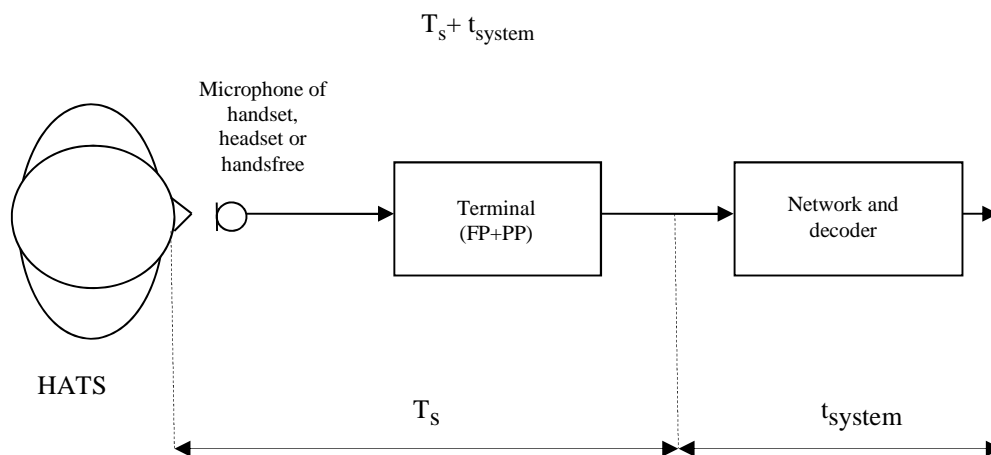 Ts+ tsystem
Microphone of
handset,
headset or
handsfree
Terminal
(FP+PP)
Network and
decoder
HATS
Ts
tsystem